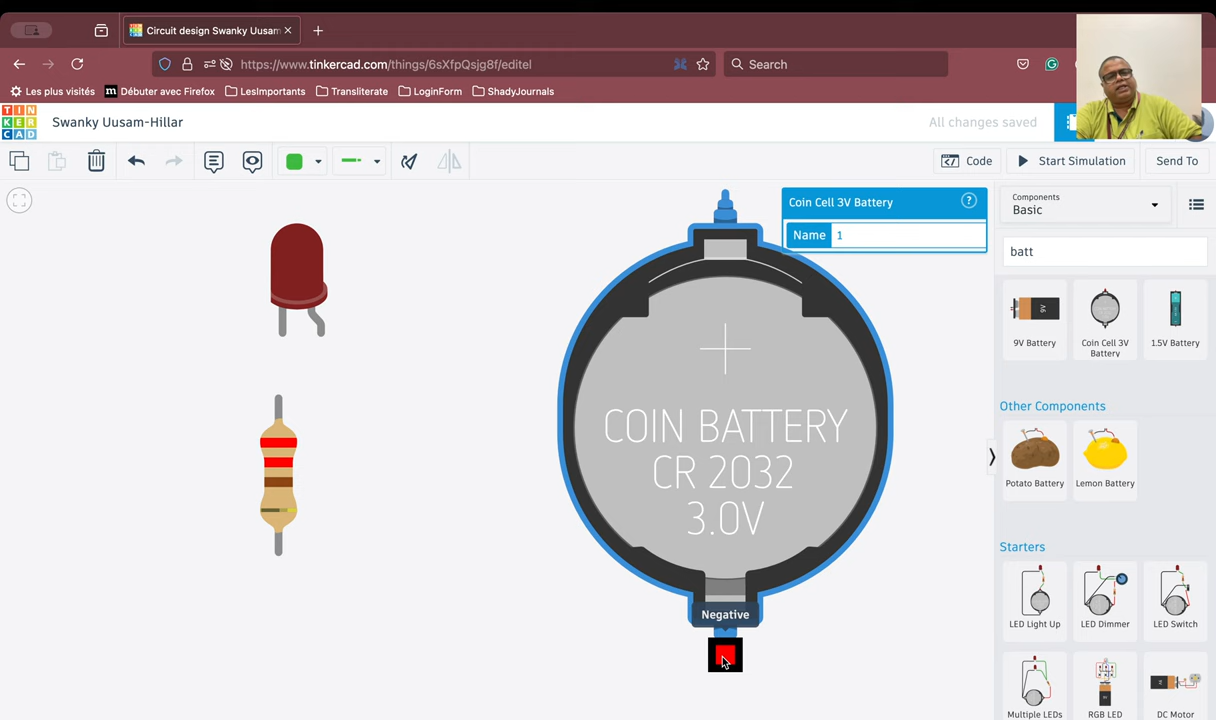 Circuit design Swanky Uusam
https://www.tinkercad.com/things/6sXfpQsjg8f/editel
Search
Les plus visités
m Débuter avec Firefox
LesImportants
Transliterate
LoginForm
ShadyJournals
TIN
KER
CAD
Swanky Uusam-Hillar
All changes saved
Code
Start Simulation
Send To
Coin Cell 3V Battery
?
Name 1
Components
Basic
batt
9V Battery
Coin Cell 3V
Battery
1.5V Battery
COIN BATTERY
CR 2032
3.0V
Negative
Other Components
Potato Battery
Lemon Battery
Starters
LED Light Up
LED Dimmer
LED Switch
Multiple LEDs
RGB LED
DC Motor